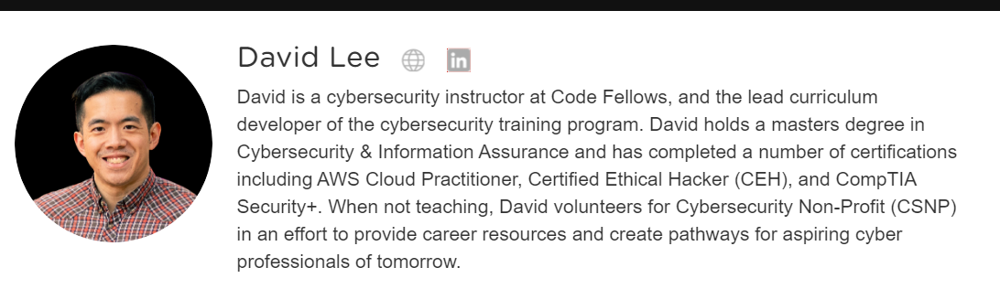 David Lee in
David is a cybersecurity instructor at Code Fellows, and the lead curriculum
developer of the cybersecurity training program. David holds a masters degree in
Cybersecurity & Information Assurance and has completed a number of certifications
including AWS Cloud Practitioner, Certified Ethical Hacker (CEH), and CompTIA
Security+. When not teaching, David volunteers for Cybersecurity Non-Profit (CSNP)
in an effort to provide career resources and create pathways for aspiring cyber
professionals of tomorrow.